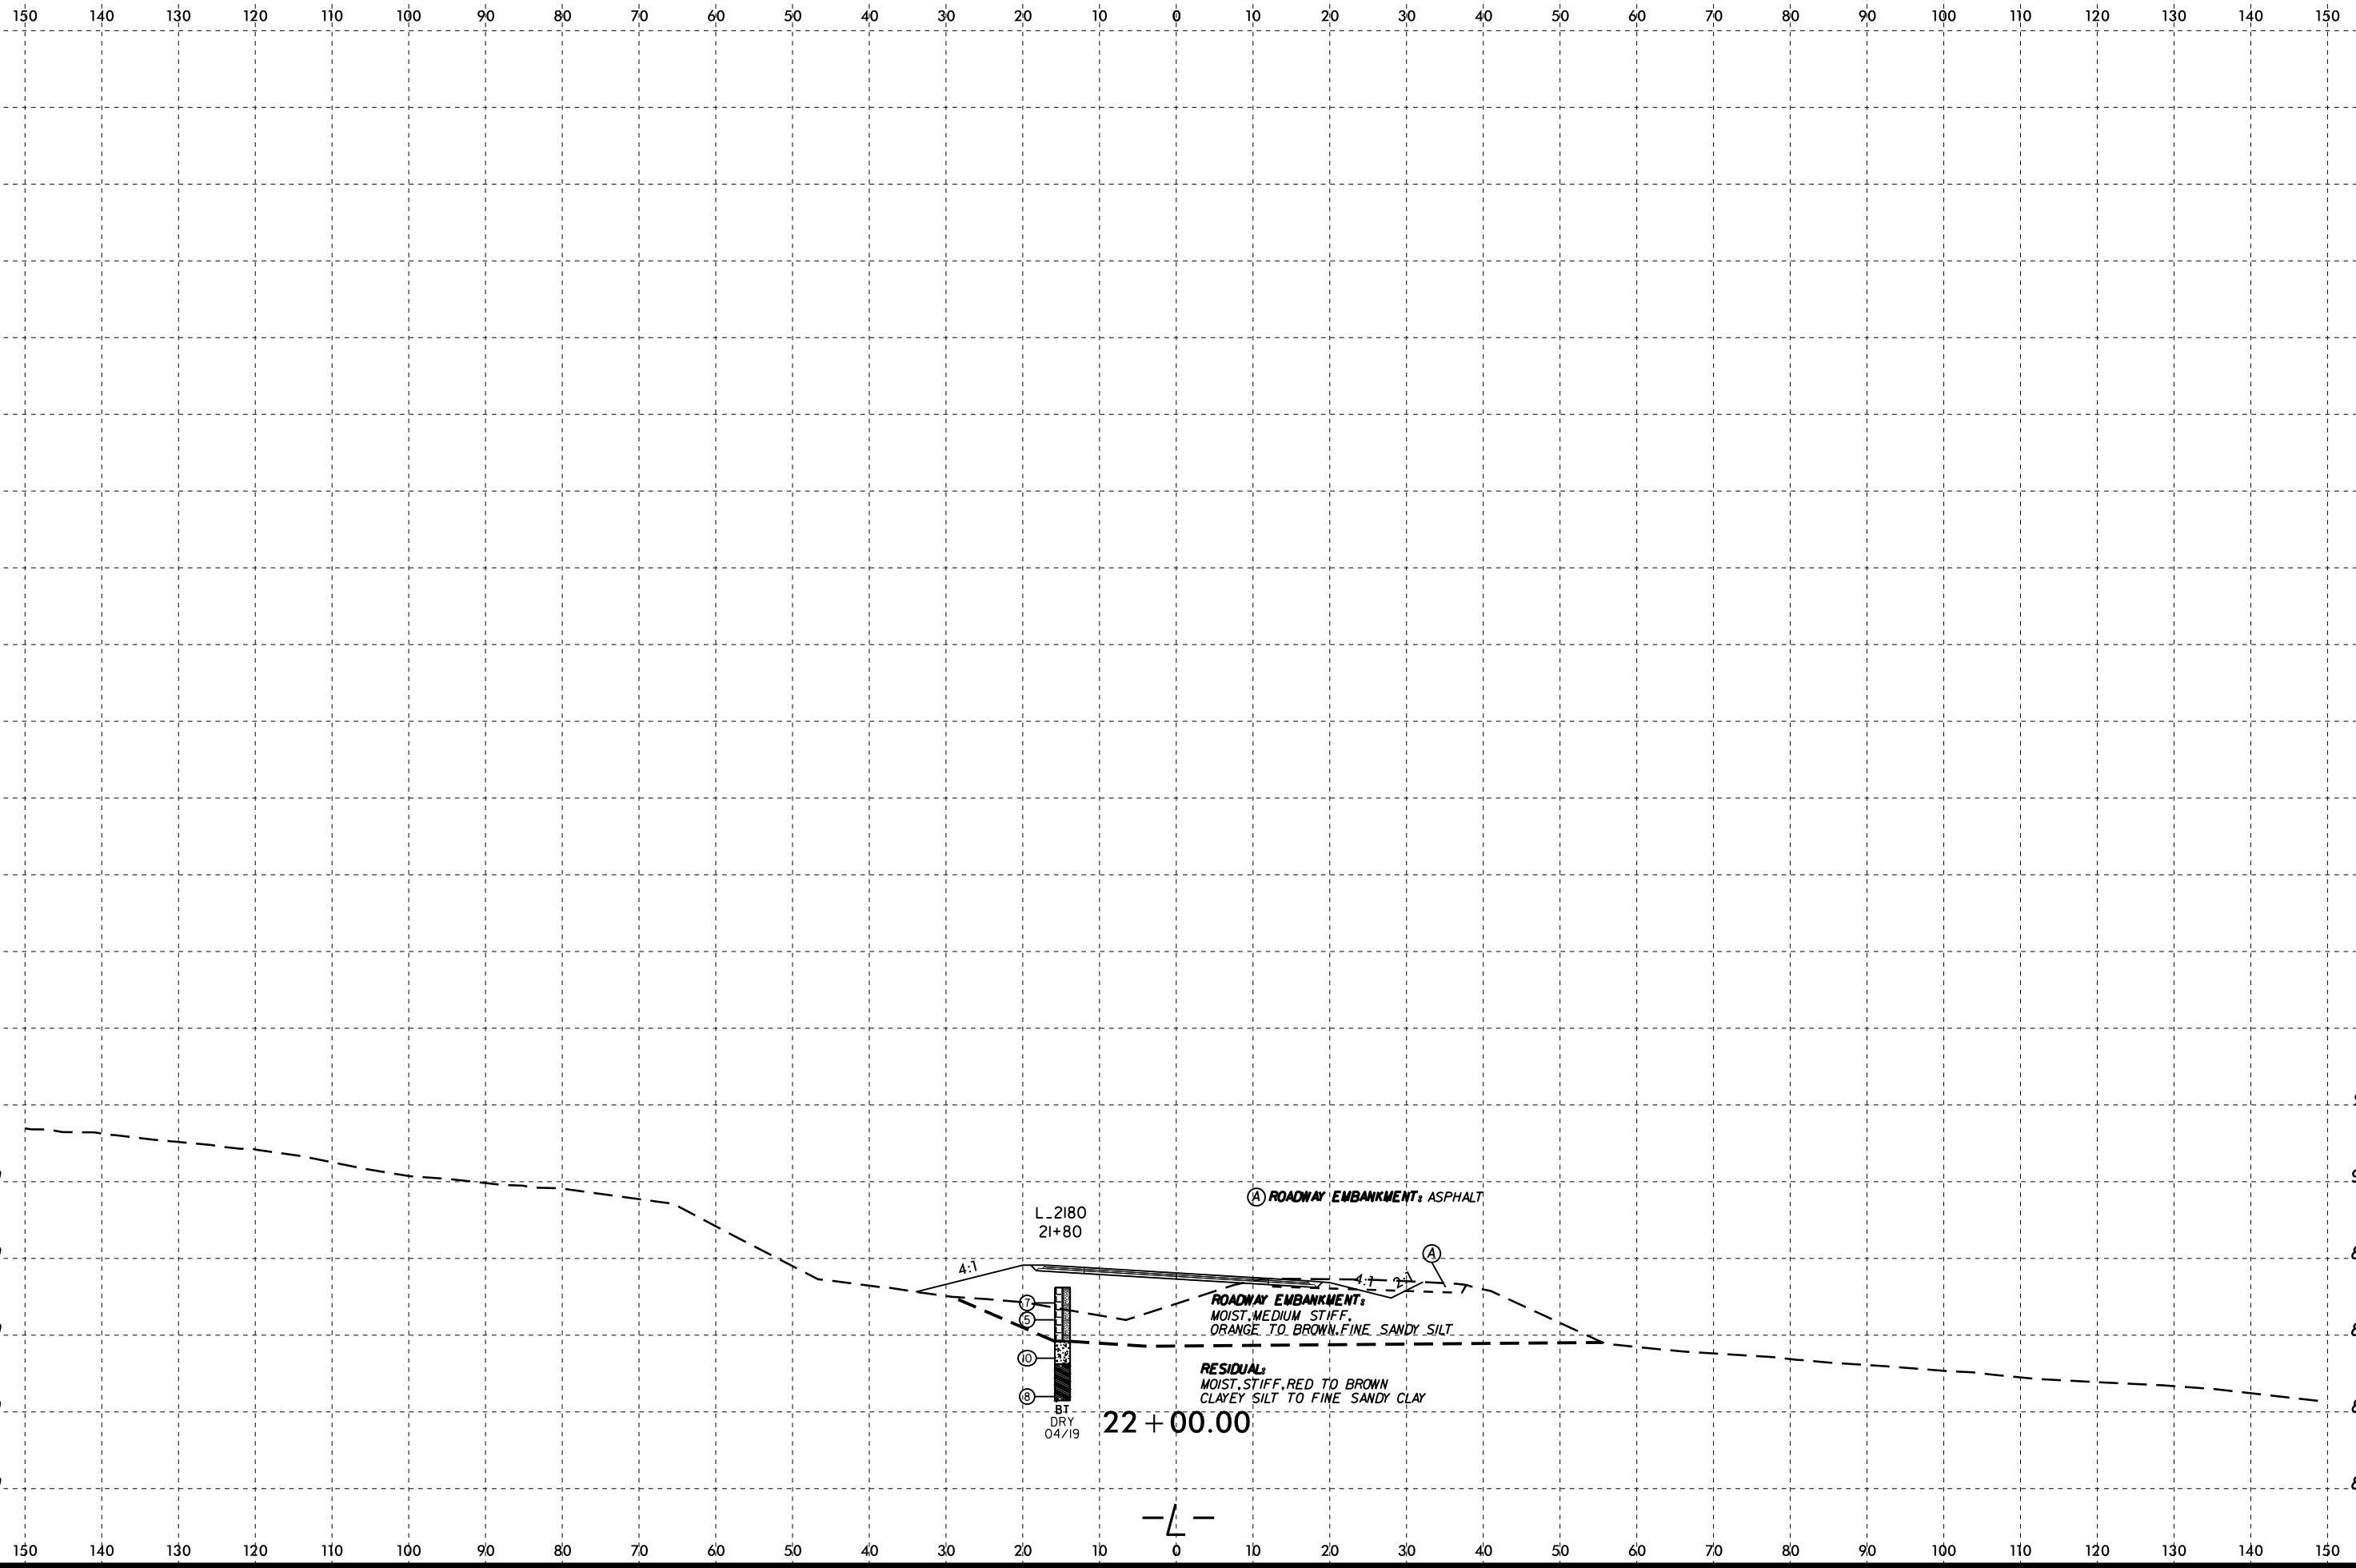 150 140 130 120 110 100 90 80 70 60 50 40 30 20 10 0 10 20 30 40 50 60 70 80 90 100 110 120 130 140 150
Ⓐ ROADWAY EMBANKMENT: ASPHALT
L_2180
21+80
A
4:1
4:1
2:1
7
ROADWAY EMBANKMENT:
MOIST, MEDIUM STIFF,
5
ORANGE TO BROWN, FINE SANDY SILT
10
RESIDUAL:
MOIST, STIFF, RED TO BROWN
8
CLAYEY SILT TO FINE SANDY CLAY
BT
DRY
04/19
22+00.00
-L-
150 140 130 120 110 100 90 80 70 60 50 40 30 20 10 0 10 20 30 40 50 60 70 80 90 100 110 120 130 140 150